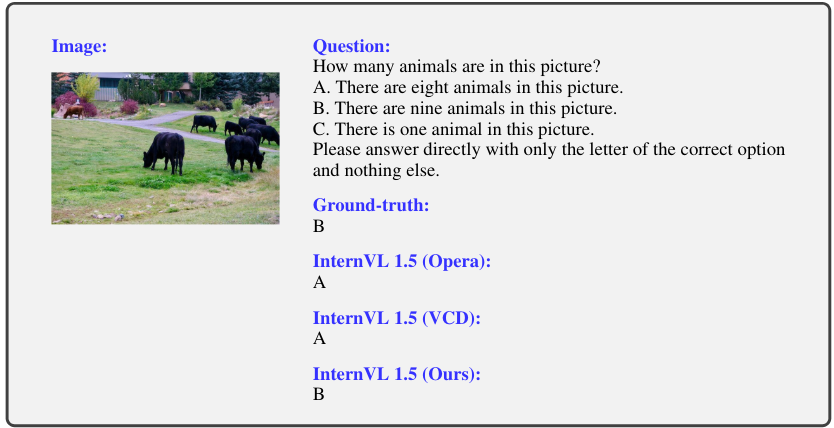 Image:
Question:
How many animals are in this picture?
A. There are eight animals in this picture.
B. There are nine animals in this picture.
C. There is one animal in this picture.
Please answer directly with only the letter of the correct option
and nothing else.
Ground-truth:
B
InternVL 1.5 (Opera):
A
InternVL 1.5 (VCD):
A
InternVL 1.5 (Ours):
B